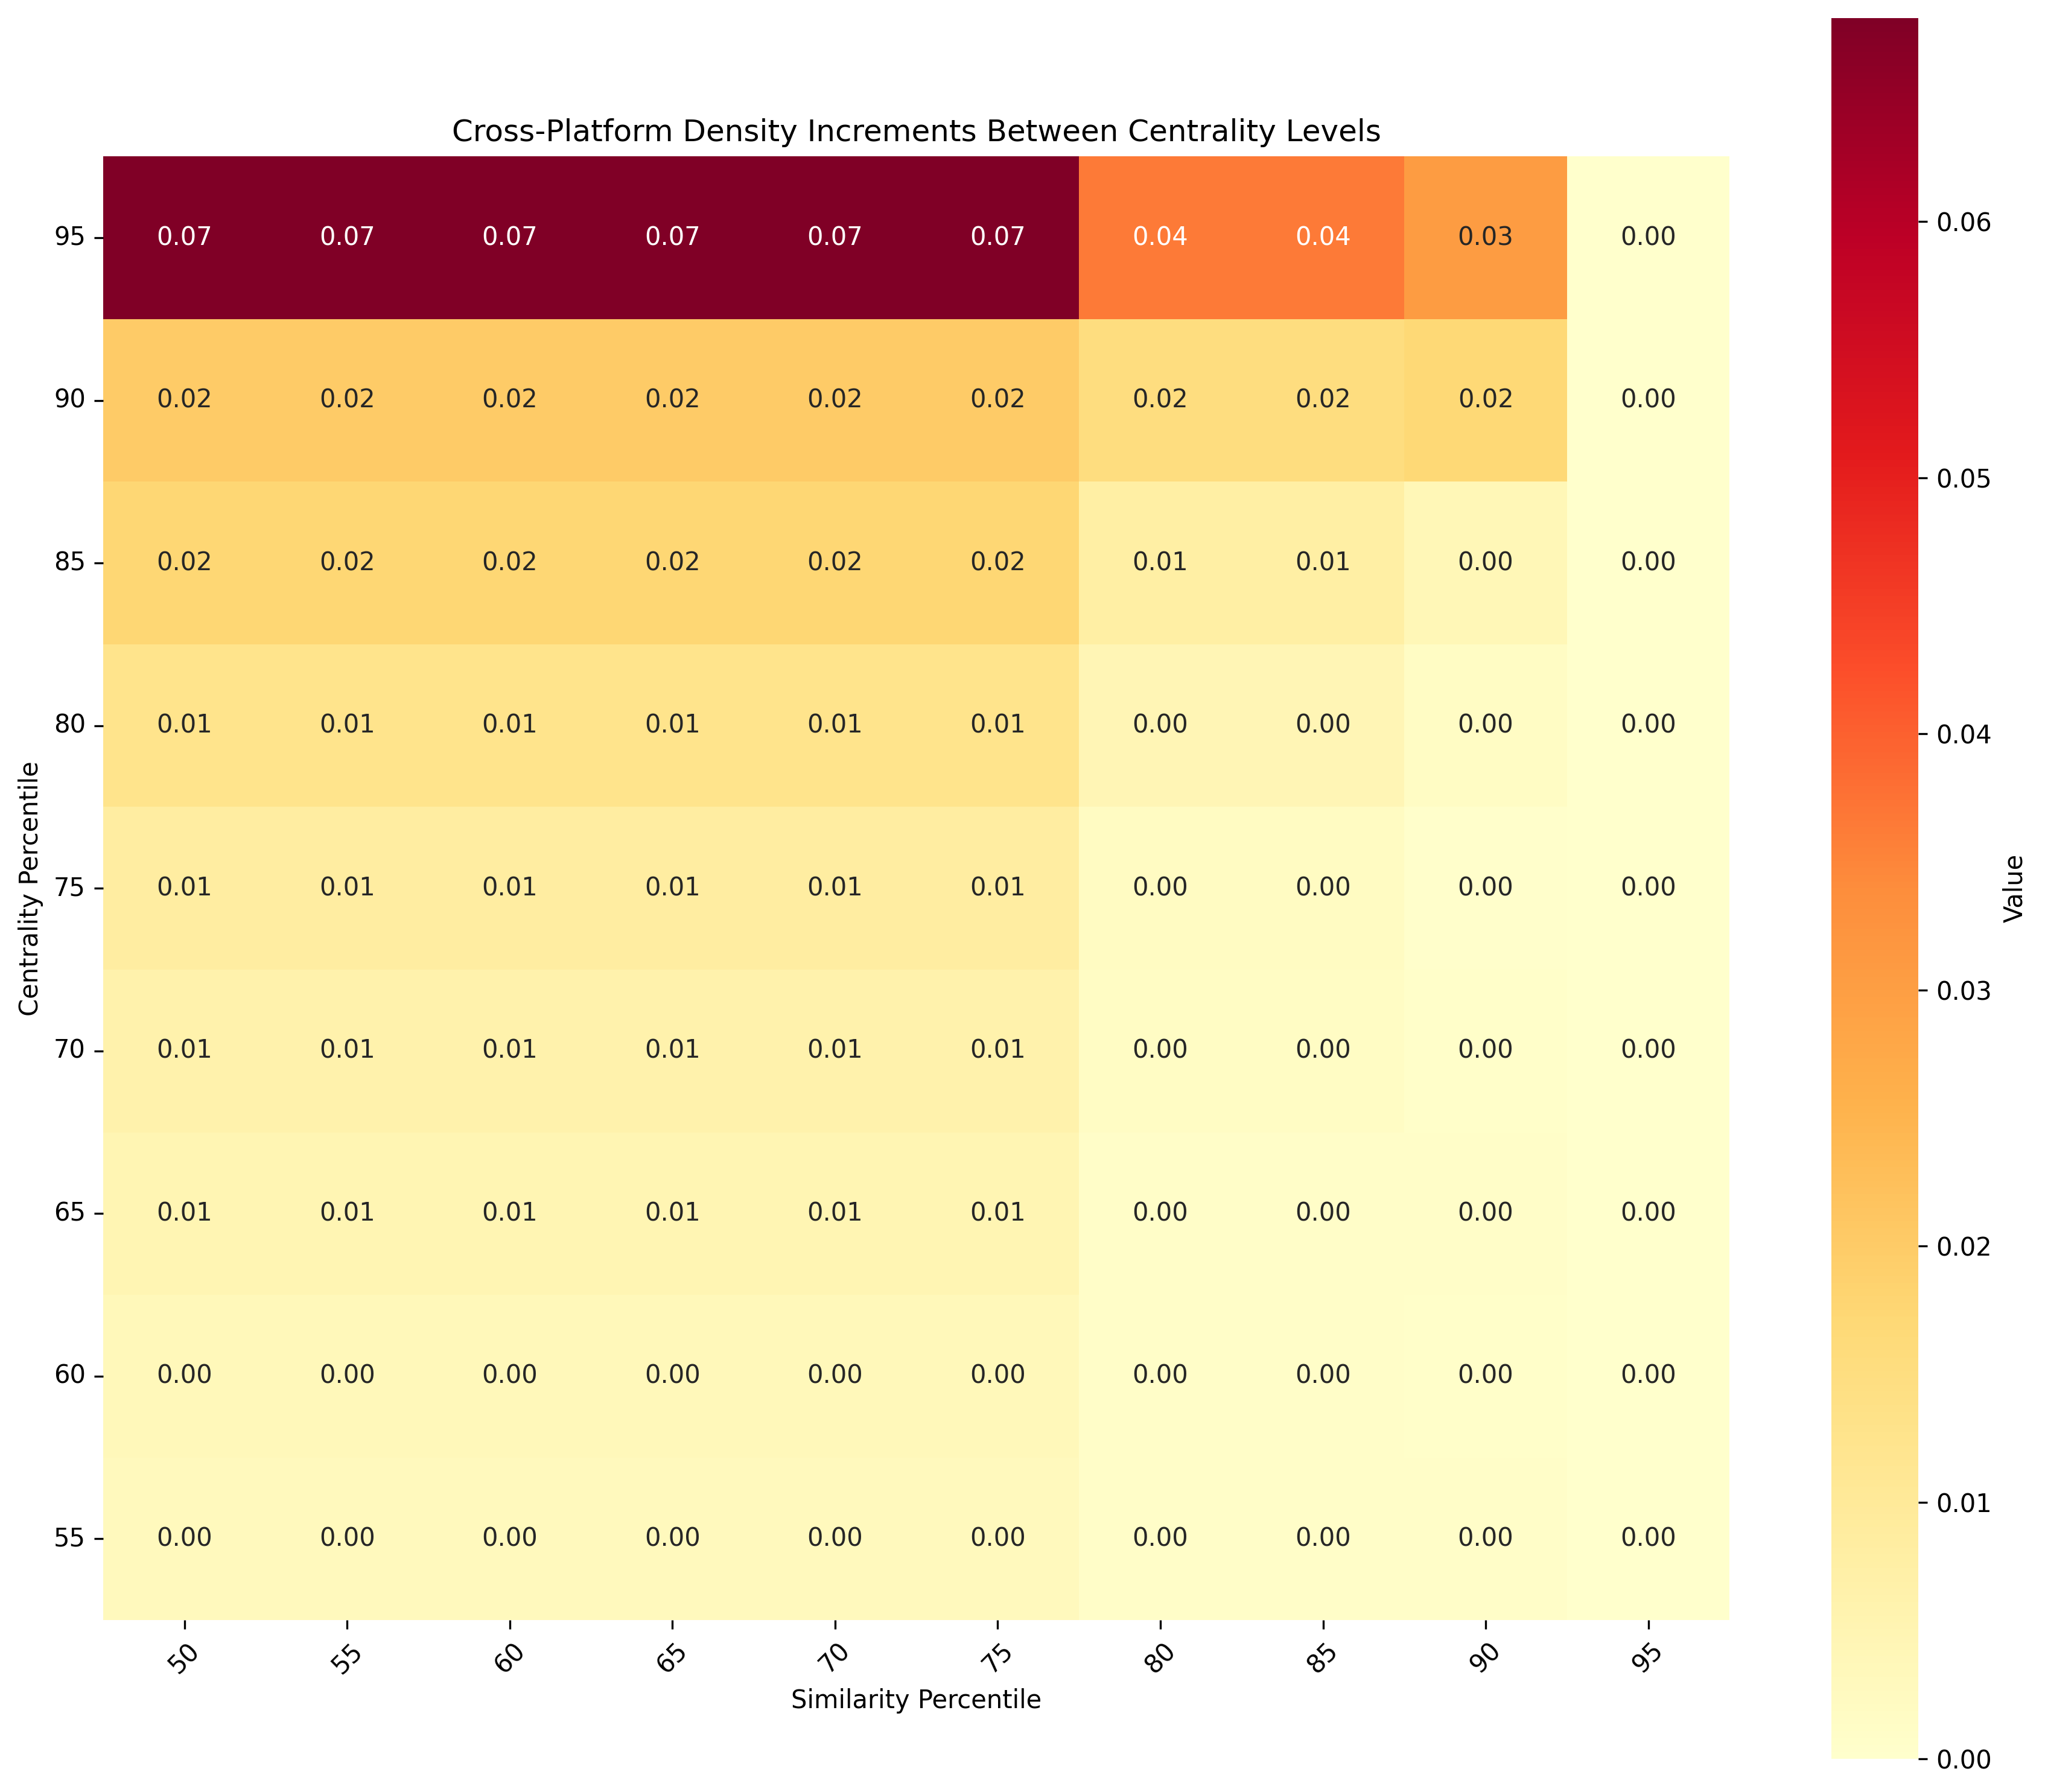 Cross-Platform Density Increments Between Centrality Levels
95 0.07 0.07 0.07 0.07 0.07 0.07 0.04 0.04 0.03 0.00
90 0.02 0.02 0.02 0.02 0.02 0.02 0.02 0.02 0.02 0.00
85 0.02 0.02 0.02 0.02 0.02 0.02 0.01 0.01 0.00 0.00
80 0.01 0.01 0.01 0.01 0.01 0.01 0.00 0.00 0.00 0.00
75 0.01 0.01 0.01 0.01 0.01 0.01 0.00 0.00 0.00 0.00
70 0.01 0.01 0.01 0.01 0.01 0.01 0.00 0.00 0.00 0.00
65 0.01 0.01 0.01 0.01 0.01 0.01 0.00 0.00 0.00 0.00
60 0.00 0.00 0.00 0.00 0.00 0.00 0.00 0.00 0.00 0.00
55 0.00 0.00 0.00 0.00 0.00 0.00 0.00 0.00 0.00 0.00
50 55 60 65 70 75 80 85 90 95
Similarity Percentile
Centrality Percentile
0.06
0.05
0.04
0.03
0.02
0.01
0.00
Value